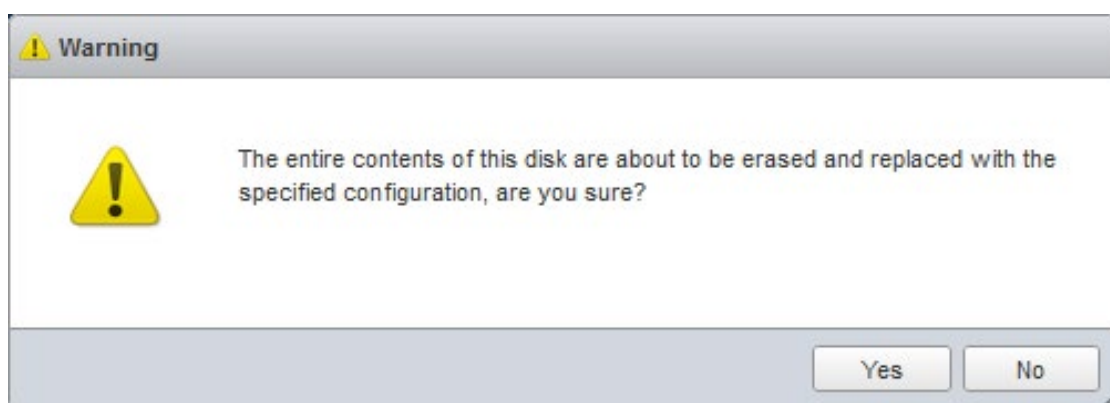 Warning
The entire contents of this disk are about to be erased and replaced with the
specified configuration, are you sure?
Yes
No